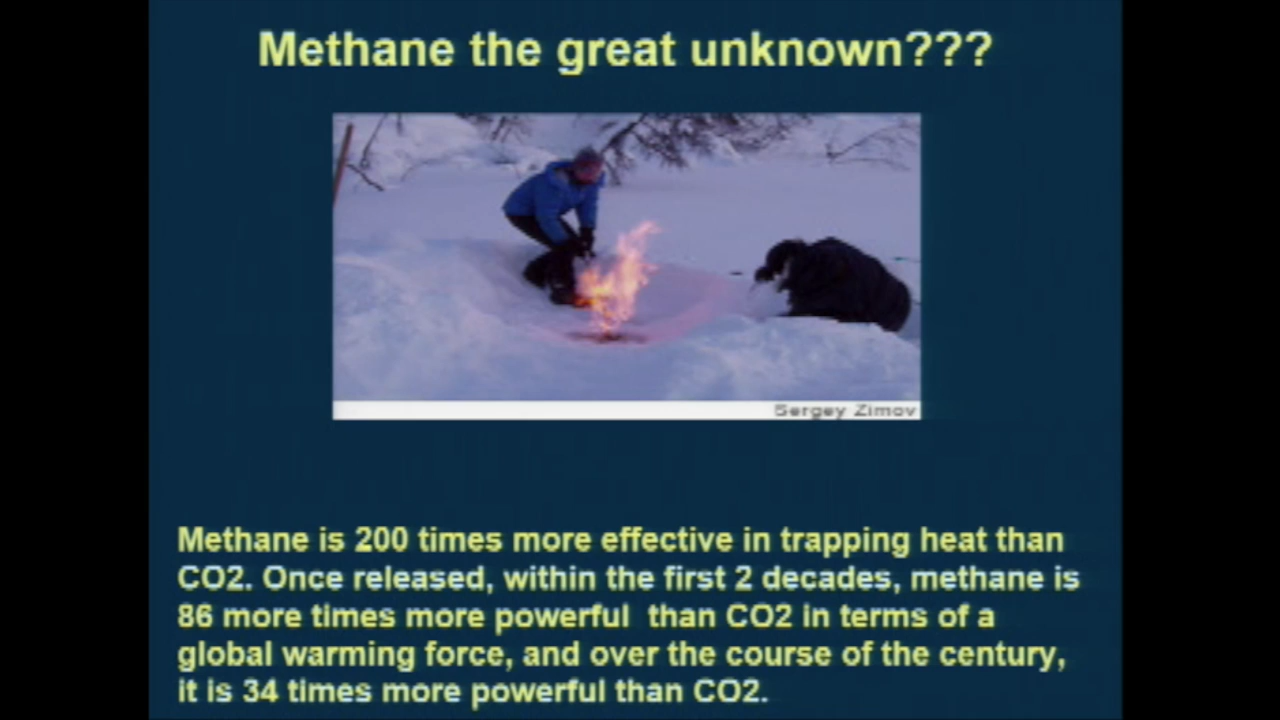 Methane the great unknown???
Sergey Zimov
Methane is 200 times more effective in trapping heat than
CO2. Once released, within the first 2 decades, methane is
86 more times more powerful than CO2 in terms of a
global warming force, and over the course of the century,
it is 34 times more powerful than CO2.